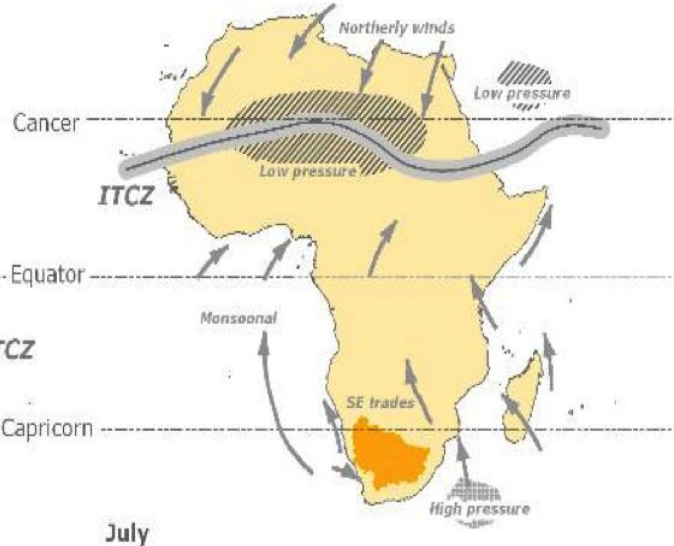 Northerly winds
Low pressure
Cancer
Low pressure
ITCZ
Equator
Monsoonal
TCZ
SE trades
Capricorn
High pressure
July